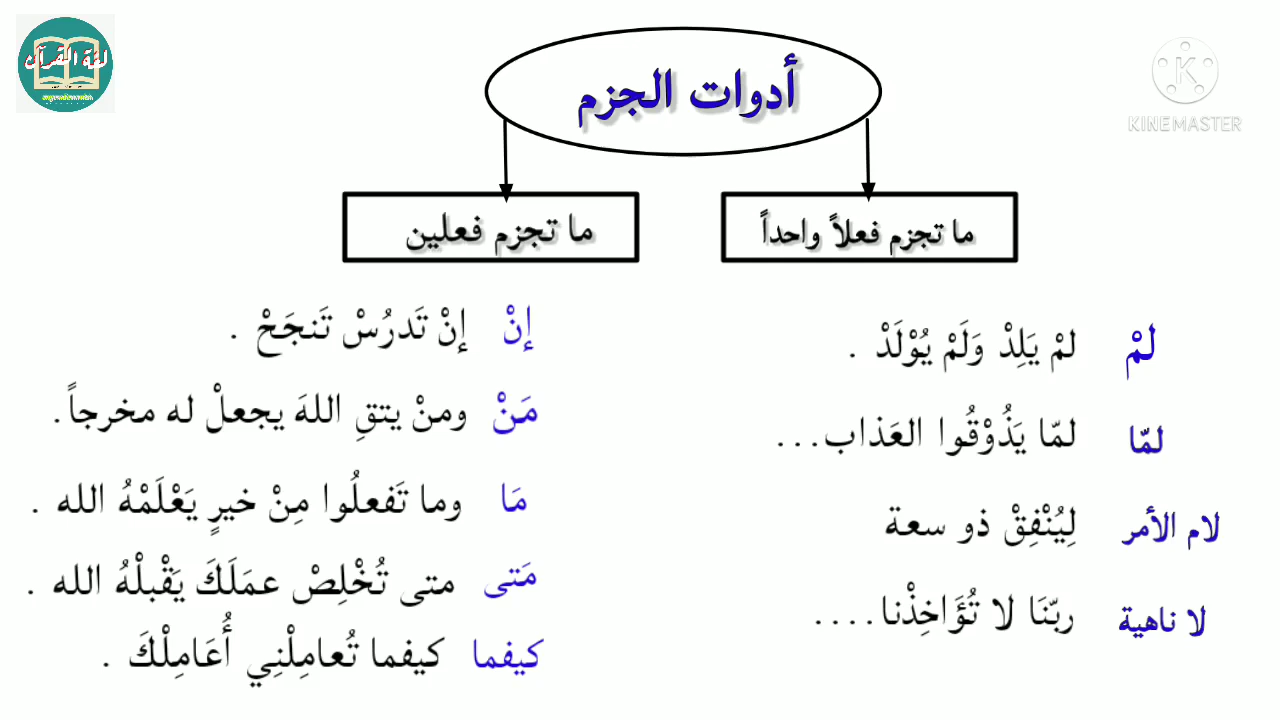 لغة القرآن
KINEMASTER
أدوات الجزم
ما تجزم فعلاً واحداً
ما تجزم فعلين
لمْ لمْ يَلِدْ وَلَمْ يُوْلَدْ .
لمّا لمّا يَذُوْقُوا العَذاب...
لام الأمر لِيُنْفِقْ ذو سعة
لا ناهية ربّنَا لا تُؤَاخِذْنا....
إنْ إنْ تَدرُسْ تَنجَحْ .
مَنْ ومنْ يتقِ اللهَ يجعلْ له مخرجاً.
مَا وما تَفعلُوا مِنْ خيرٍ يَعْلَمْهُ الله .
مَتى متى تُخْلِصْ عمَلَكَ يَقْبلْهُ الله .
كيفما كيفما تُعامِلْنِي أُعَامِلْكَ .